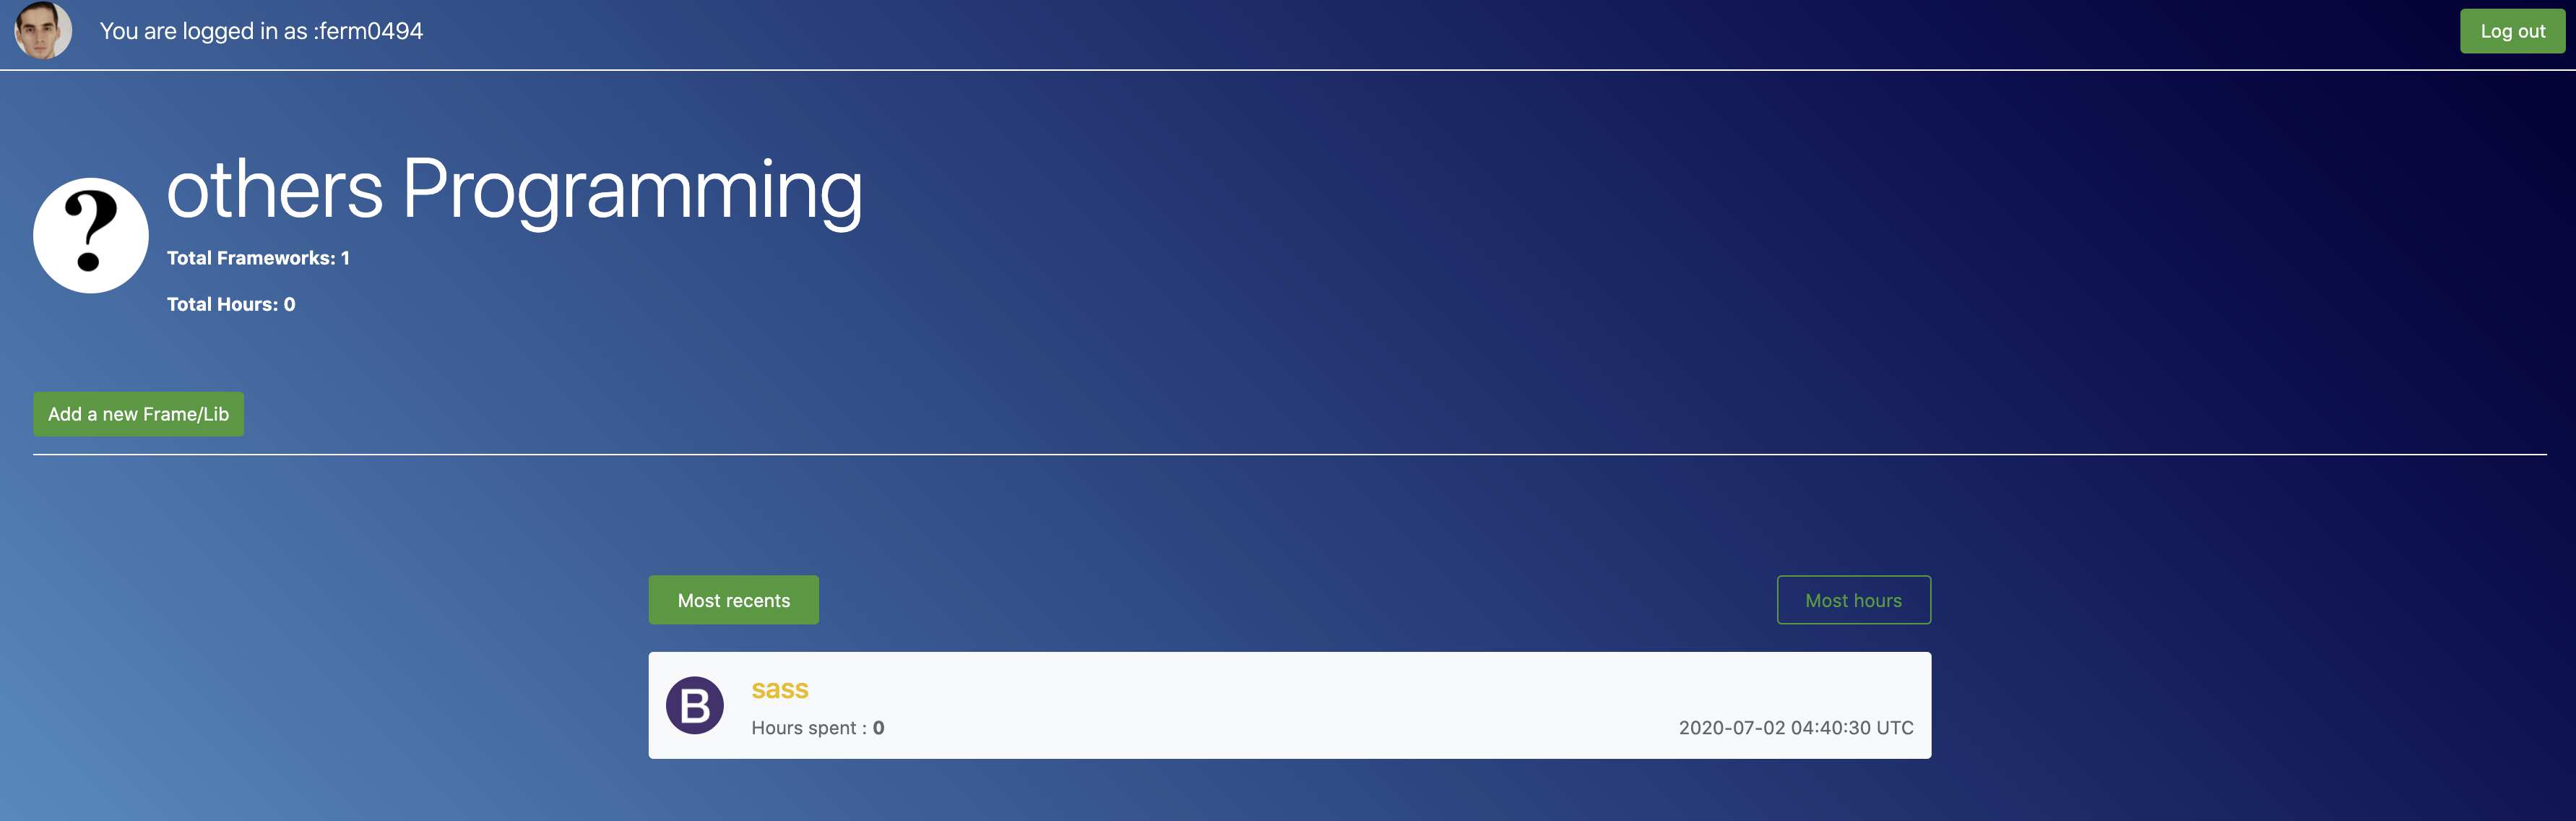 You are logged in as :ferm0494
Log out
?
others Programming
Total Frameworks: 1
Total Hours: 0
Add a new Frame/Lib
Most recents
Most hours
B
sass
Hours spent : 0
2020-07-02 04:40:30 UTC